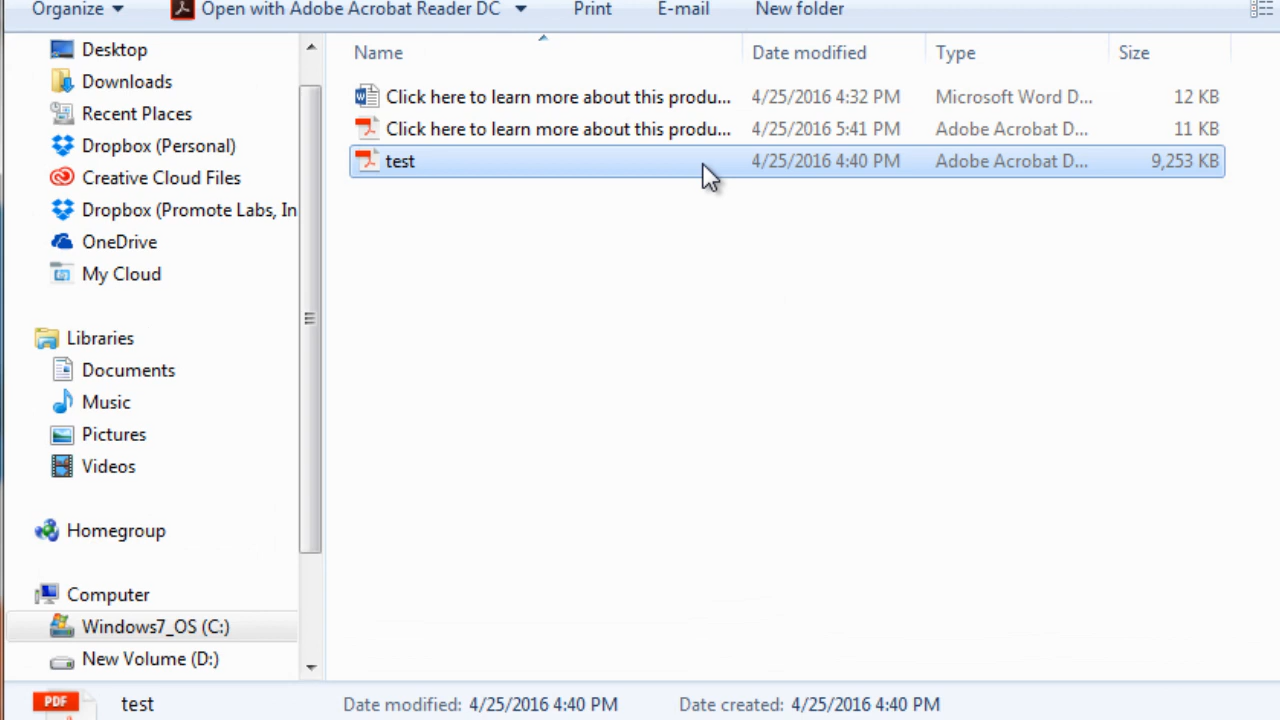 Organize Open with Adobe Acrobat Reader DC Print E-mail New folder
Desktop
Downloads
Recent Places
Dropbox (Personal)
Creative Cloud Files
Dropbox (Promote Labs, In
OneDrive
My Cloud
Libraries
Documents
Music
Pictures
Videos
Homegroup
Computer
Windows7_OS (C:)
New Volume (D:)
Name Date modified Type Size
Click here to learn more about this produ... 4/25/2016 4:32 PM Microsoft Word D... 12 KB
Click here to learn more about this produ... 4/25/2016 5:41 PM Adobe Acrobat D... 11 KB
test 4/25/2016 4:40 PM Adobe Acrobat D... 9,253 KB
PDF test Date modified: 4/25/2016 4:40 PM Date created: 4/25/2016 4:40 PM